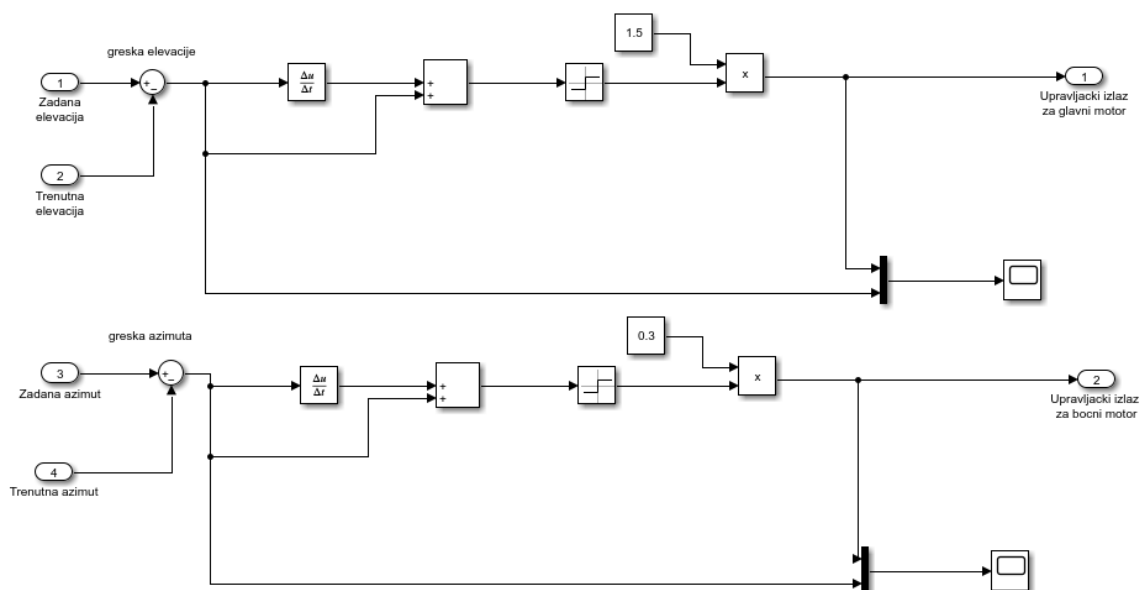 1.5
greska elevacije
1
+
−
Δu
Δt
+
+
x
1
Zadana
elevacija
Upravljacki izlaz
za glavni motor
2
Trenutna
elevacija
greska azimuta
0.3
3
+
−
Δu
Δt
+
+
x
2
Zadana azimut
Upravljacki izlaz
za bocni motor
4
Trenutna azimut